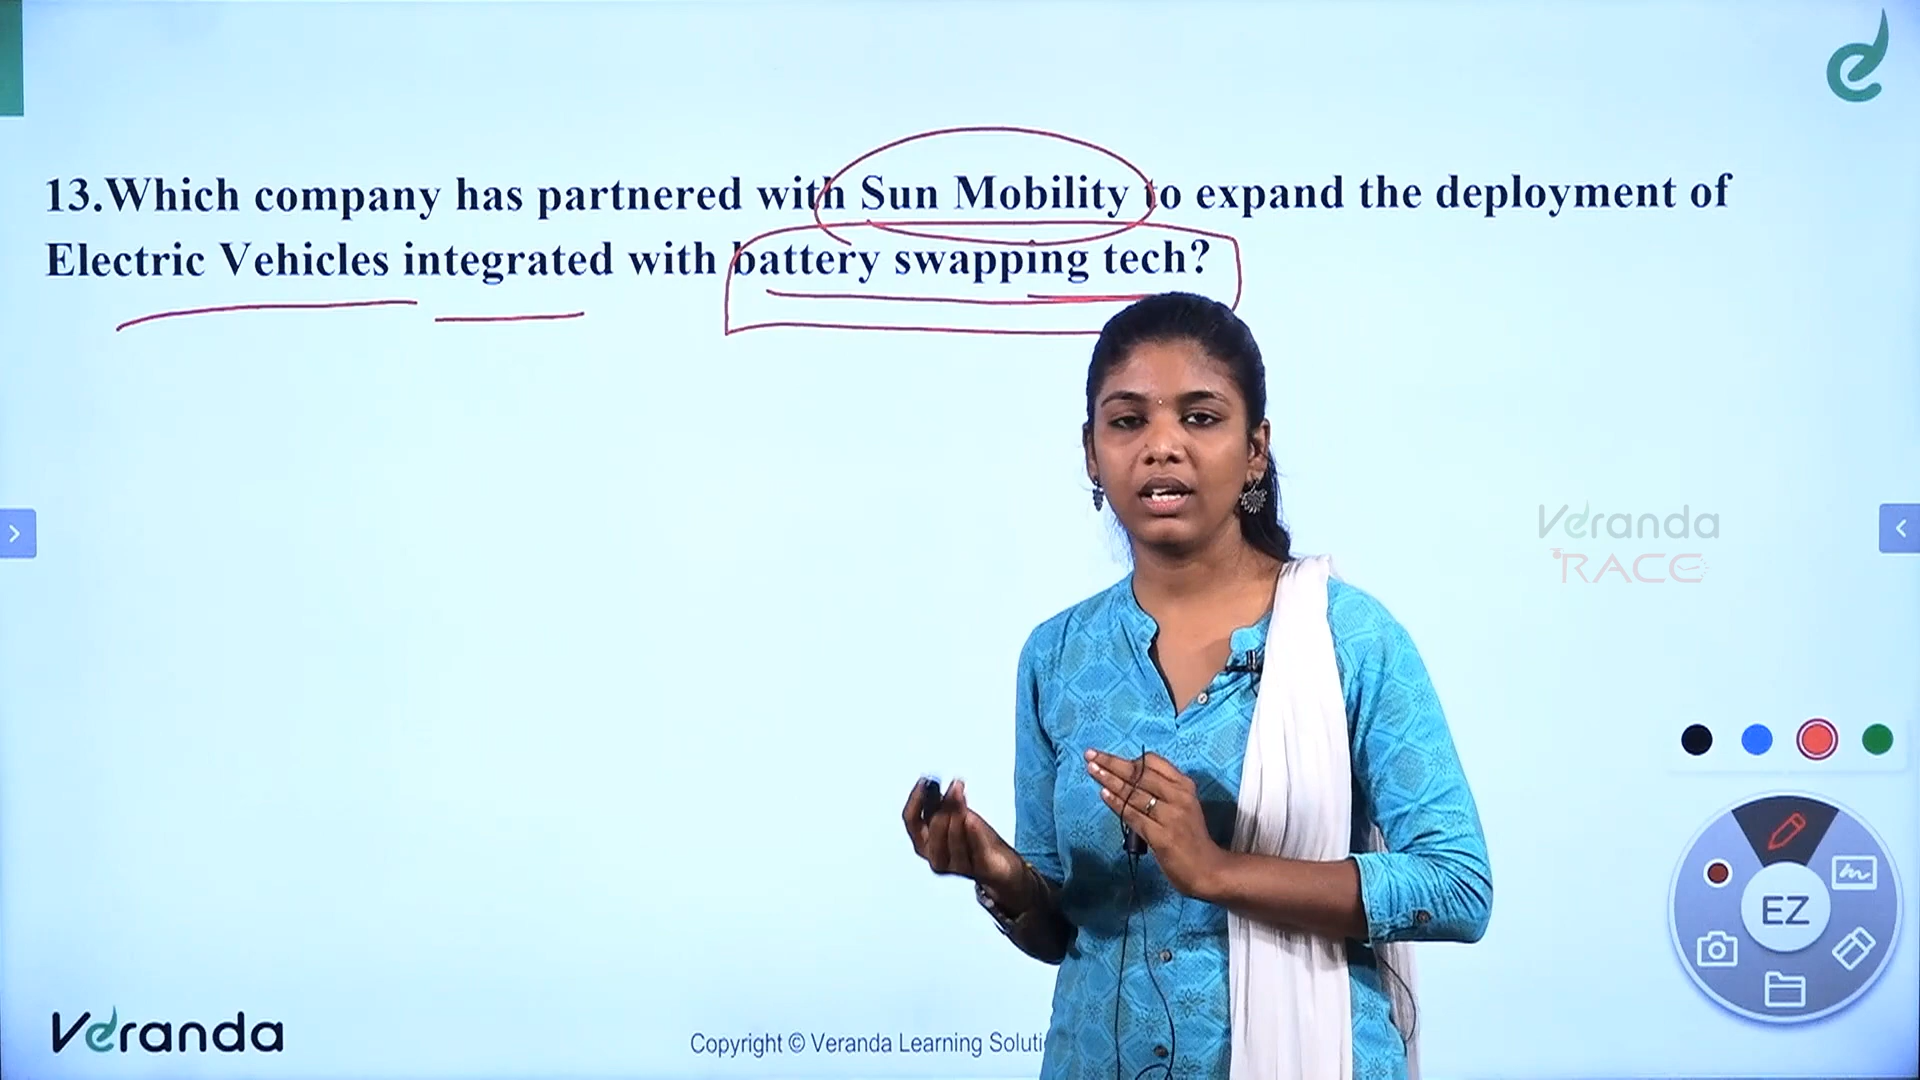 13.Which company has partnered with Sun Mobility to expand the deployment of
Electric Vehicles integrated with battery swapping tech?
Veranda
RACE
EZ
Veranda
Copyright © Veranda Learning